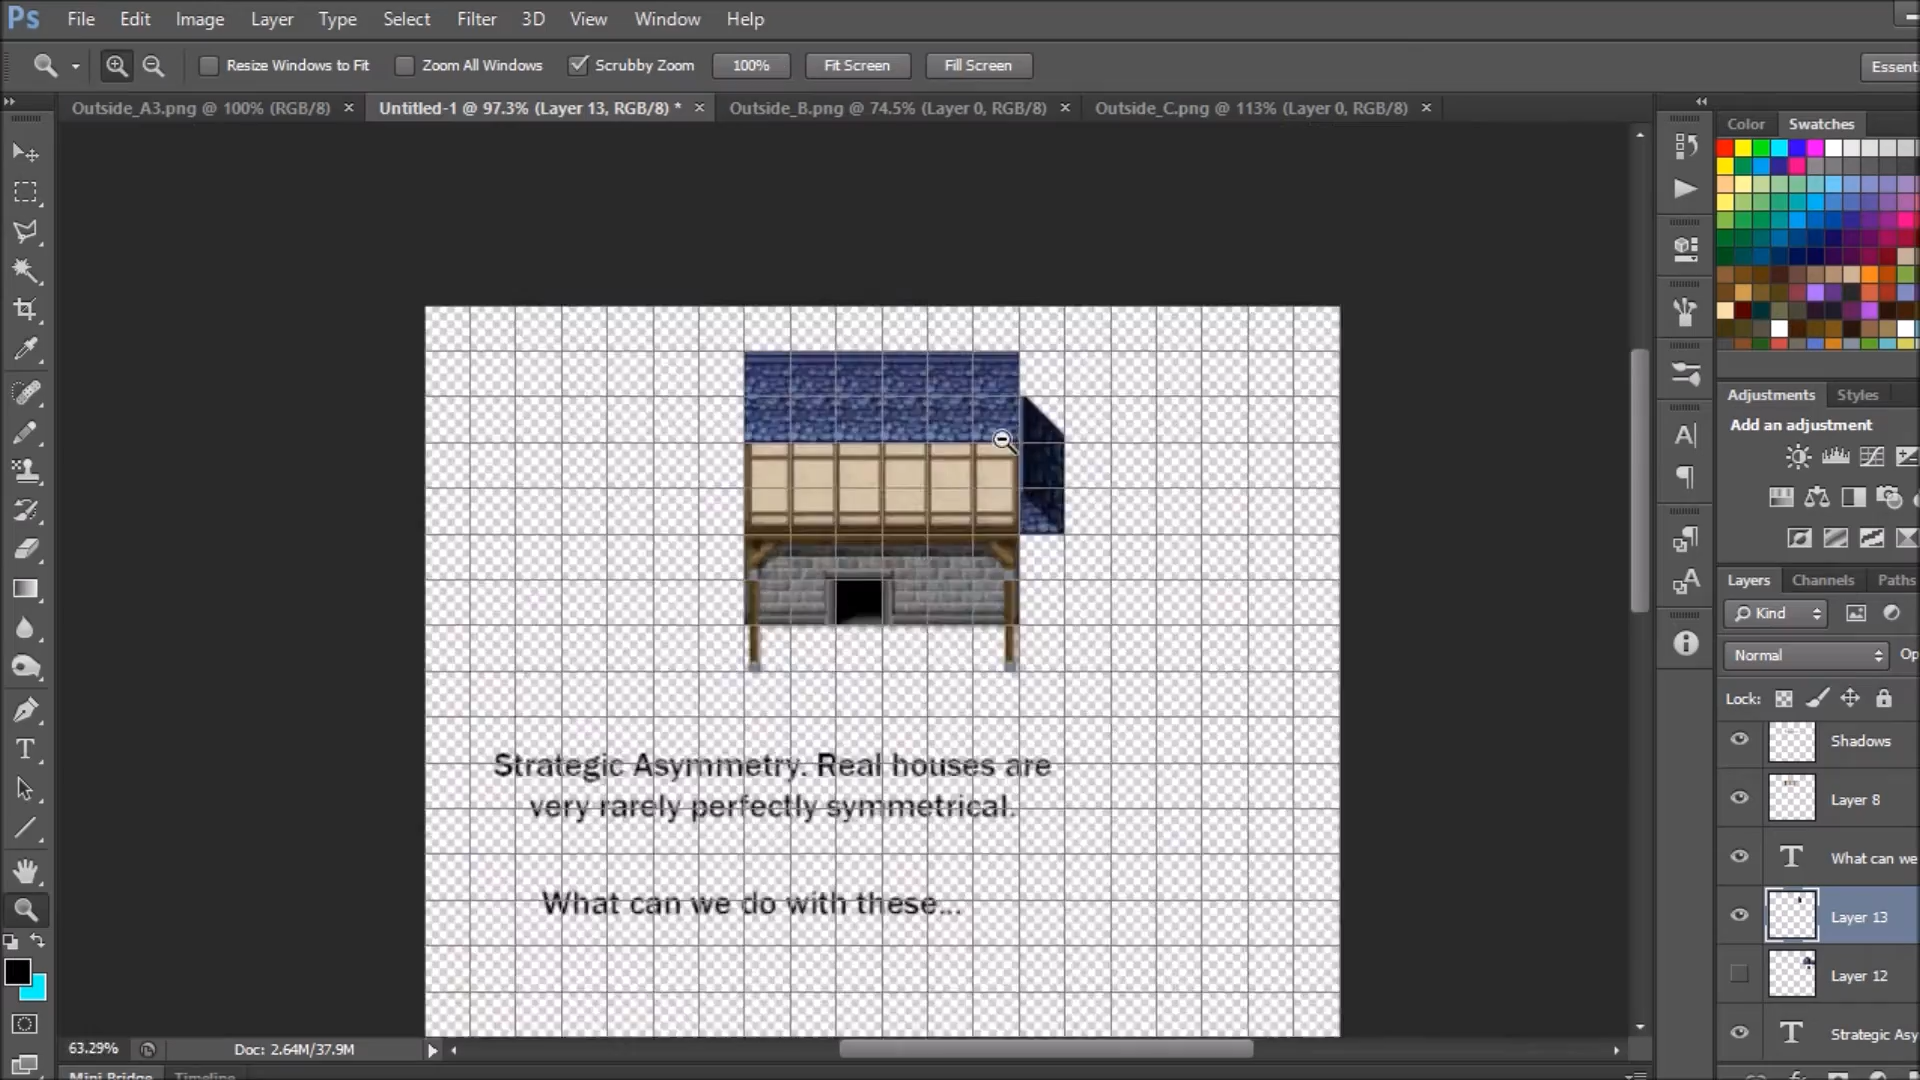 Ps File Edit Image Layer Type Select Filter 3D View Window Help
Resize Windows to Fit Zoom All Windows Scrubby Zoom 100% Fit Screen Fill Screen Essent
Outside_A3.png @ 100% (RGB/8) × Untitled-1 @ 97.3% (Layer 13, RGB/8) * × Outside_B.png @ 74.5% (Layer 0, RGB/8) × Outside_C.png @ 113% (Layer 0, RGB/8) ×
Color Swatches
Adjustments Styles
Add an adjustment
Layers Channels Paths
Kind
Normal Op
Lock:
Shadows
Layer 8
What can we
Layer 13
Layer 12
Strategic Asy
Strategic Asymmetry. Real houses are
very rarely perfectly symmetrical.
What can we do with these...
63.29% Doc: 2.64M/37.9M
Mini Bridge Timeline